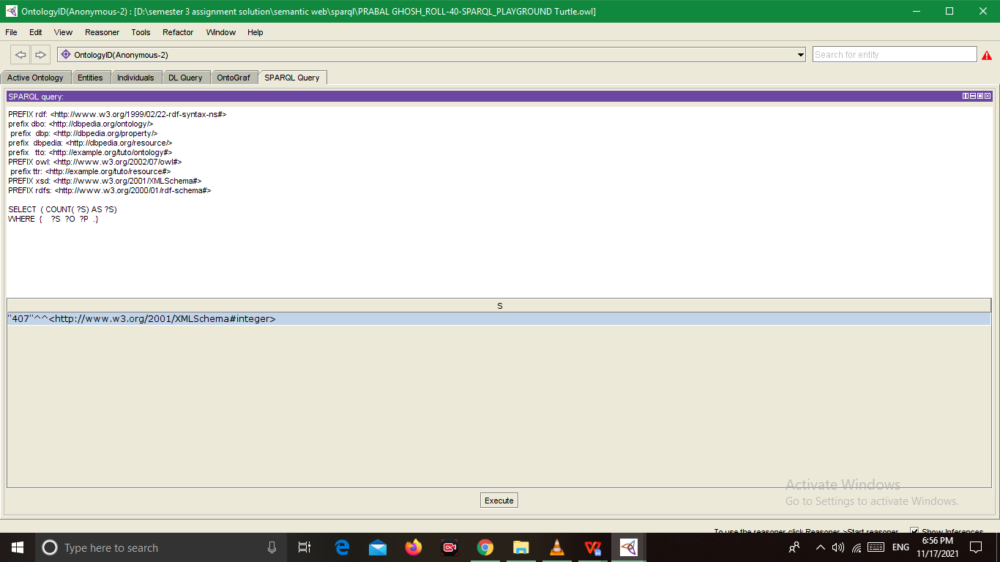 OntologyID(Anonymous-2) : [D:\semester 3 assignment solution\semantic web\sparql\PRABAL GHOSH_ROLL-40-SPARQL_PLAYGROUND Turtle.owl]
File Edit View Reasoner Tools Refactor Window Help
OntologyID(Anonymous-2) Search for entity
Active Ontology Entities Individuals DL Query OntoGraf SPARQL Query
SPARQL query:
PREFIX rdf: <http://www.w3.org/1999/02/22-rdf-syntax-ns#>
prefix dbo: <http://dbpedia.org/ontology/>
prefix dbp: <http://dbpedia.org/property/>
prefix dbpedia: <http://dbpedia.org/resource/>
prefix tto: <http://example.org/tuto/ontology#>
PREFIX owl: <http://www.w3.org/2002/07/owl#>
prefix ttr: <http://example.org/tuto/resource#>
PREFIX xsd: <http://www.w3.org/2001/XMLSchema#>
PREFIX rdfs: <http://www.w3.org/2000/01/rdf-schema#>
SELECT ( COUNT( ?S) AS ?S)
WHERE { ?S ?O ?P .}
S
"407"^^<http://www.w3.org/2001/XMLSchema#integer>
Activate Windows
Go to Settings to activate Windows.
Execute
To use the reasoner click Reasoner->Start reasoner Show Inferences
Type here to search
ENG
6:56 PM
11/17/2021